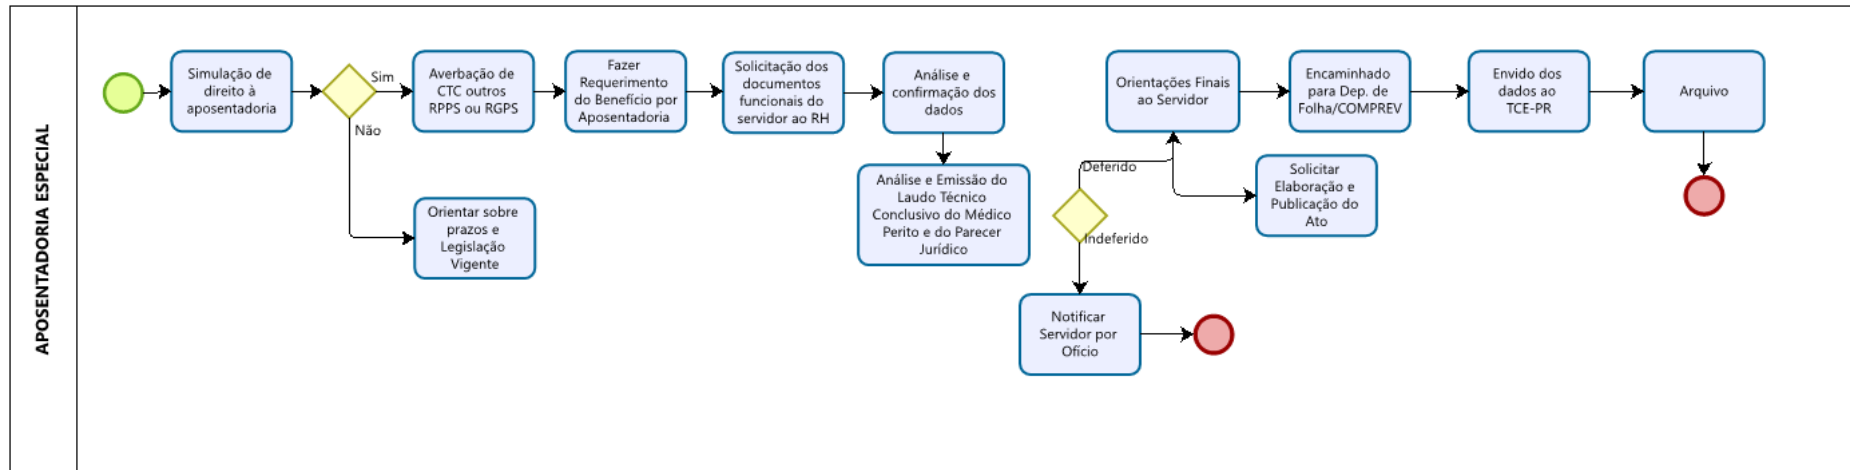 APOSENTADORIA ESPECIAL
Simulação de
direito à
aposentadoria
Sim
Não
Averbação de
CTC outros
RPPS ou RGPS
Orientar sobre
prazos e
Legislação
Vigente
Fazer
Requerimento
do Benefício por
Aposentadoria
Solicitação dos
documentos
funcionais do
servidor ao RH
Análise e
confirmação dos
dados
Análise e Emissão do
Laudo Técnico
Conclusivo do Médico
Perito e do Parecer
Jurídico
Deferido
Indeferido
Notificar
Servidor por
Ofício
Orientações Finais
ao Servidor
Solicitar
Elaboração e
Publicação do
Ato
Encaminhado
para Dep. de
Folha/COMPREV
Envido dos
dados ao
TCE-PR
Arquivo